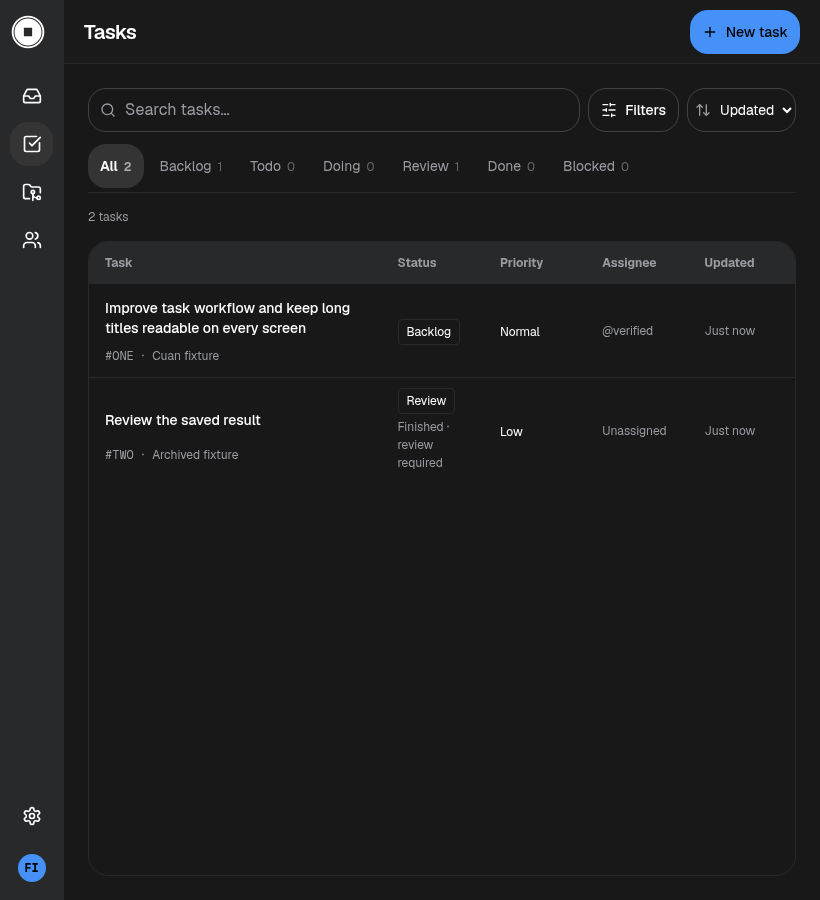 Tasks
+ New task
Search tasks...
Filters
Updated
All 2
Backlog 1
Todo 0
Doing 0
Review 1
Done 0
Blocked 0
2 tasks
Task Status Priority Assignee Updated
Improve task workflow and keep long
titles readable on every screen
#ONE · Cuan fixture
Backlog
Normal
@verified
Just now
Review the saved result
#TWO · Archived fixture
Review
Finished ·
review
required
Low
Unassigned
Just now
FI